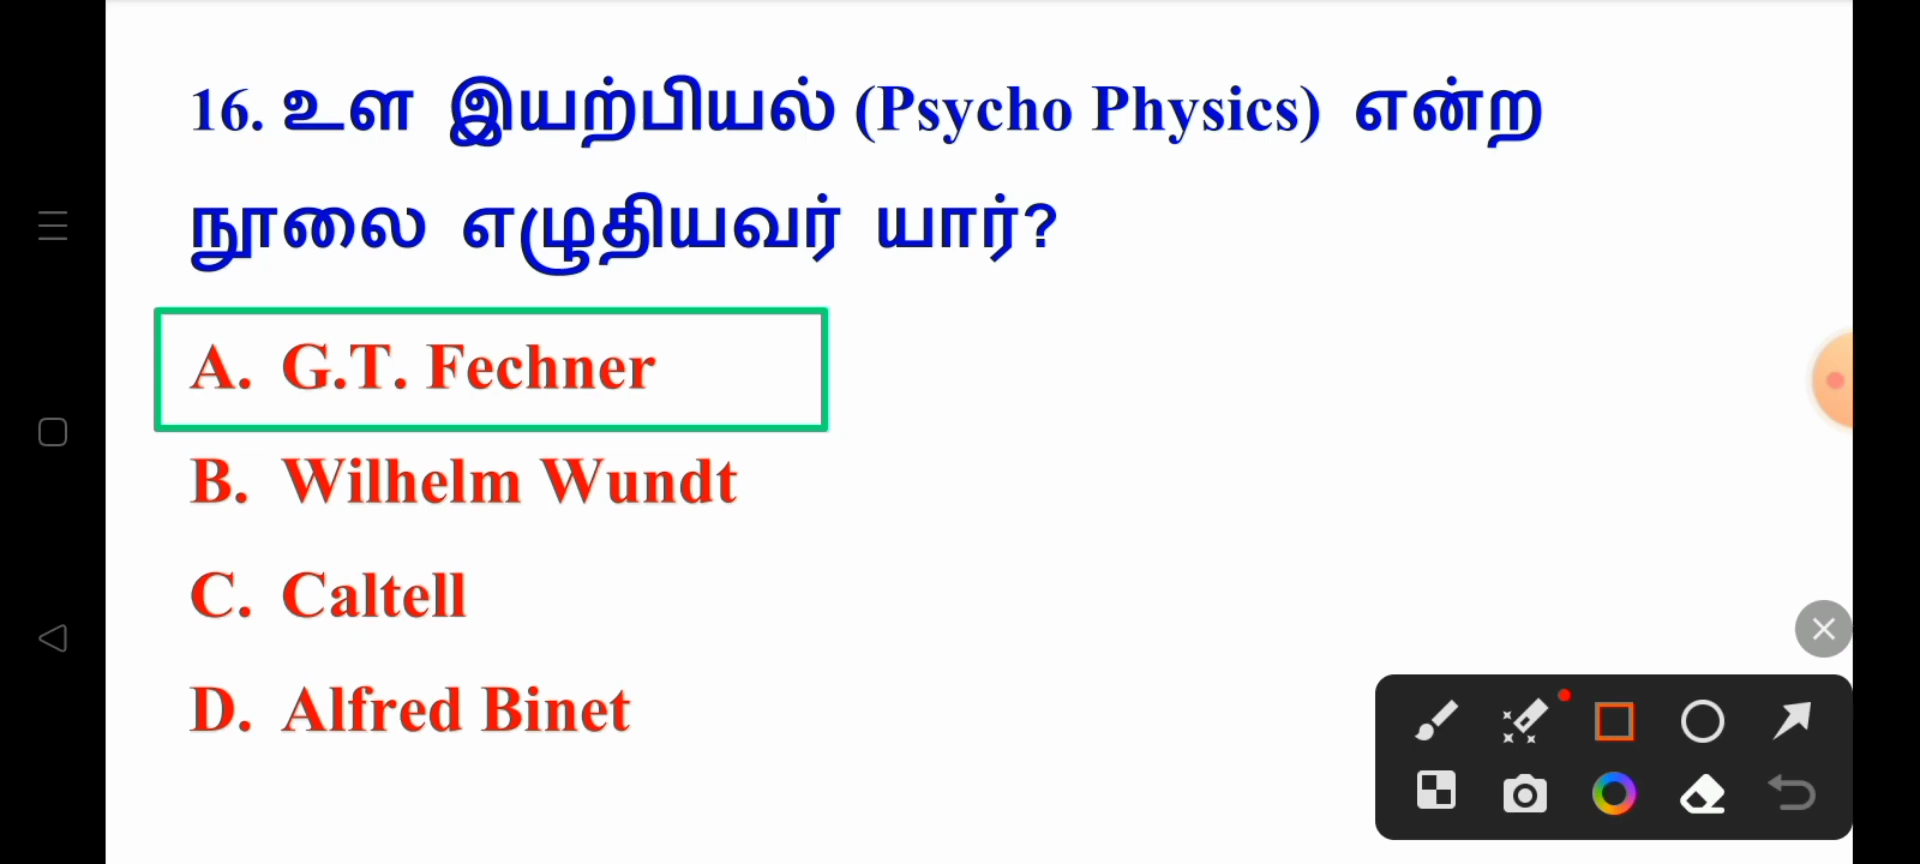 16. உள இயற்பியல் (Psycho Physics) என்ற
நூலை எழுதியவர் யார்?
A. G.T. Fechner
B. Wilhelm Wundt
C. Caltell
D. Alfred Binet